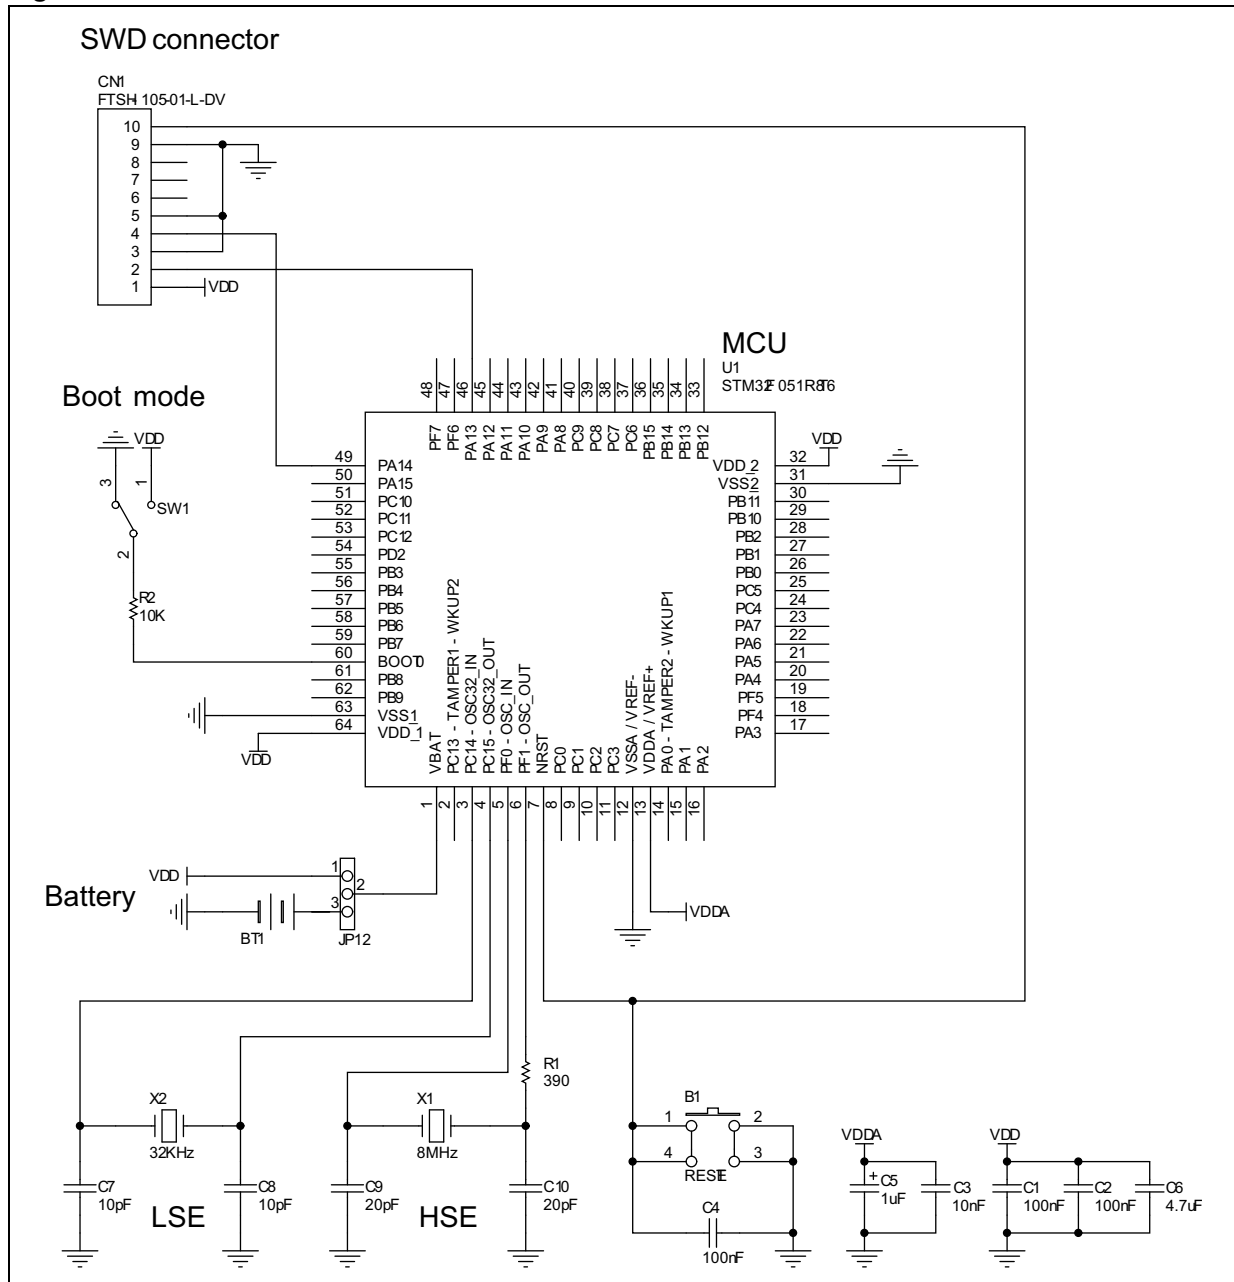 SWD connector
CN1
FTSH 105-01-L-DV
10
9
8
7
6
5
4
3
2
1
VDD
MCU
U1
STM32F 051R8T6
48
47
46
45
44
43
42
41
40
39
38
37
36
35
34
33
PF7
PF6
PA13
PA12
PA11
PA10
PA9
PA8
PC9
PC8
PC7
PC6
PB15
PB14
PB13
PB12
Boot mode
VDD
3
1
SW1
2
R2
10K
49 PA14
50 PA15
51 PC10
52 PC11
53 PC12
54 PD2
55 PB3
56 PB4
57 PB5
58 PB6
59 PB7
60 BOOT0
61 PB8
62 PB9
63 VSS1
64 VDD_1
VDD
VDD
VDD_2 32
VSS2 31
PB11 30
PB10 29
PB2 28
PB1 27
PB0 26
PC5 25
PC4 24
PA7 23
PA6 22
PA5 21
PA4 20
PF5 19
PF4 18
PA3 17
VBAT
PC13 - TAMPER1 - WKUP2
PC14 - OSC32_IN
PC15 - OSC32_OUT
PF0 - OSC_IN
PF1 - OSC_OUT
NRST
PC0
PC1
PC2
PC3
VSSA / VREF-
VDDA / VREF+
PA0 - TAMPER2 - WKUP1
PA1
PA2
1
2
3
4
5
6
7
8
9
10
11
12
13
14
15
16
Battery
VDD
1
2
3
BT1
JP12
VDDA
X2
32KHz
C7
10pF
C8
10pF
LSE
R1
390
X1
8MHz
C9
20pF
C10
20pF
HSE
B1
1
2
4
3
RESTE
C4
100nF
VDDA
+
C5
1uF
C3
10nF
VDD
C1
100nF
C2
100nF
C6
4.7uF